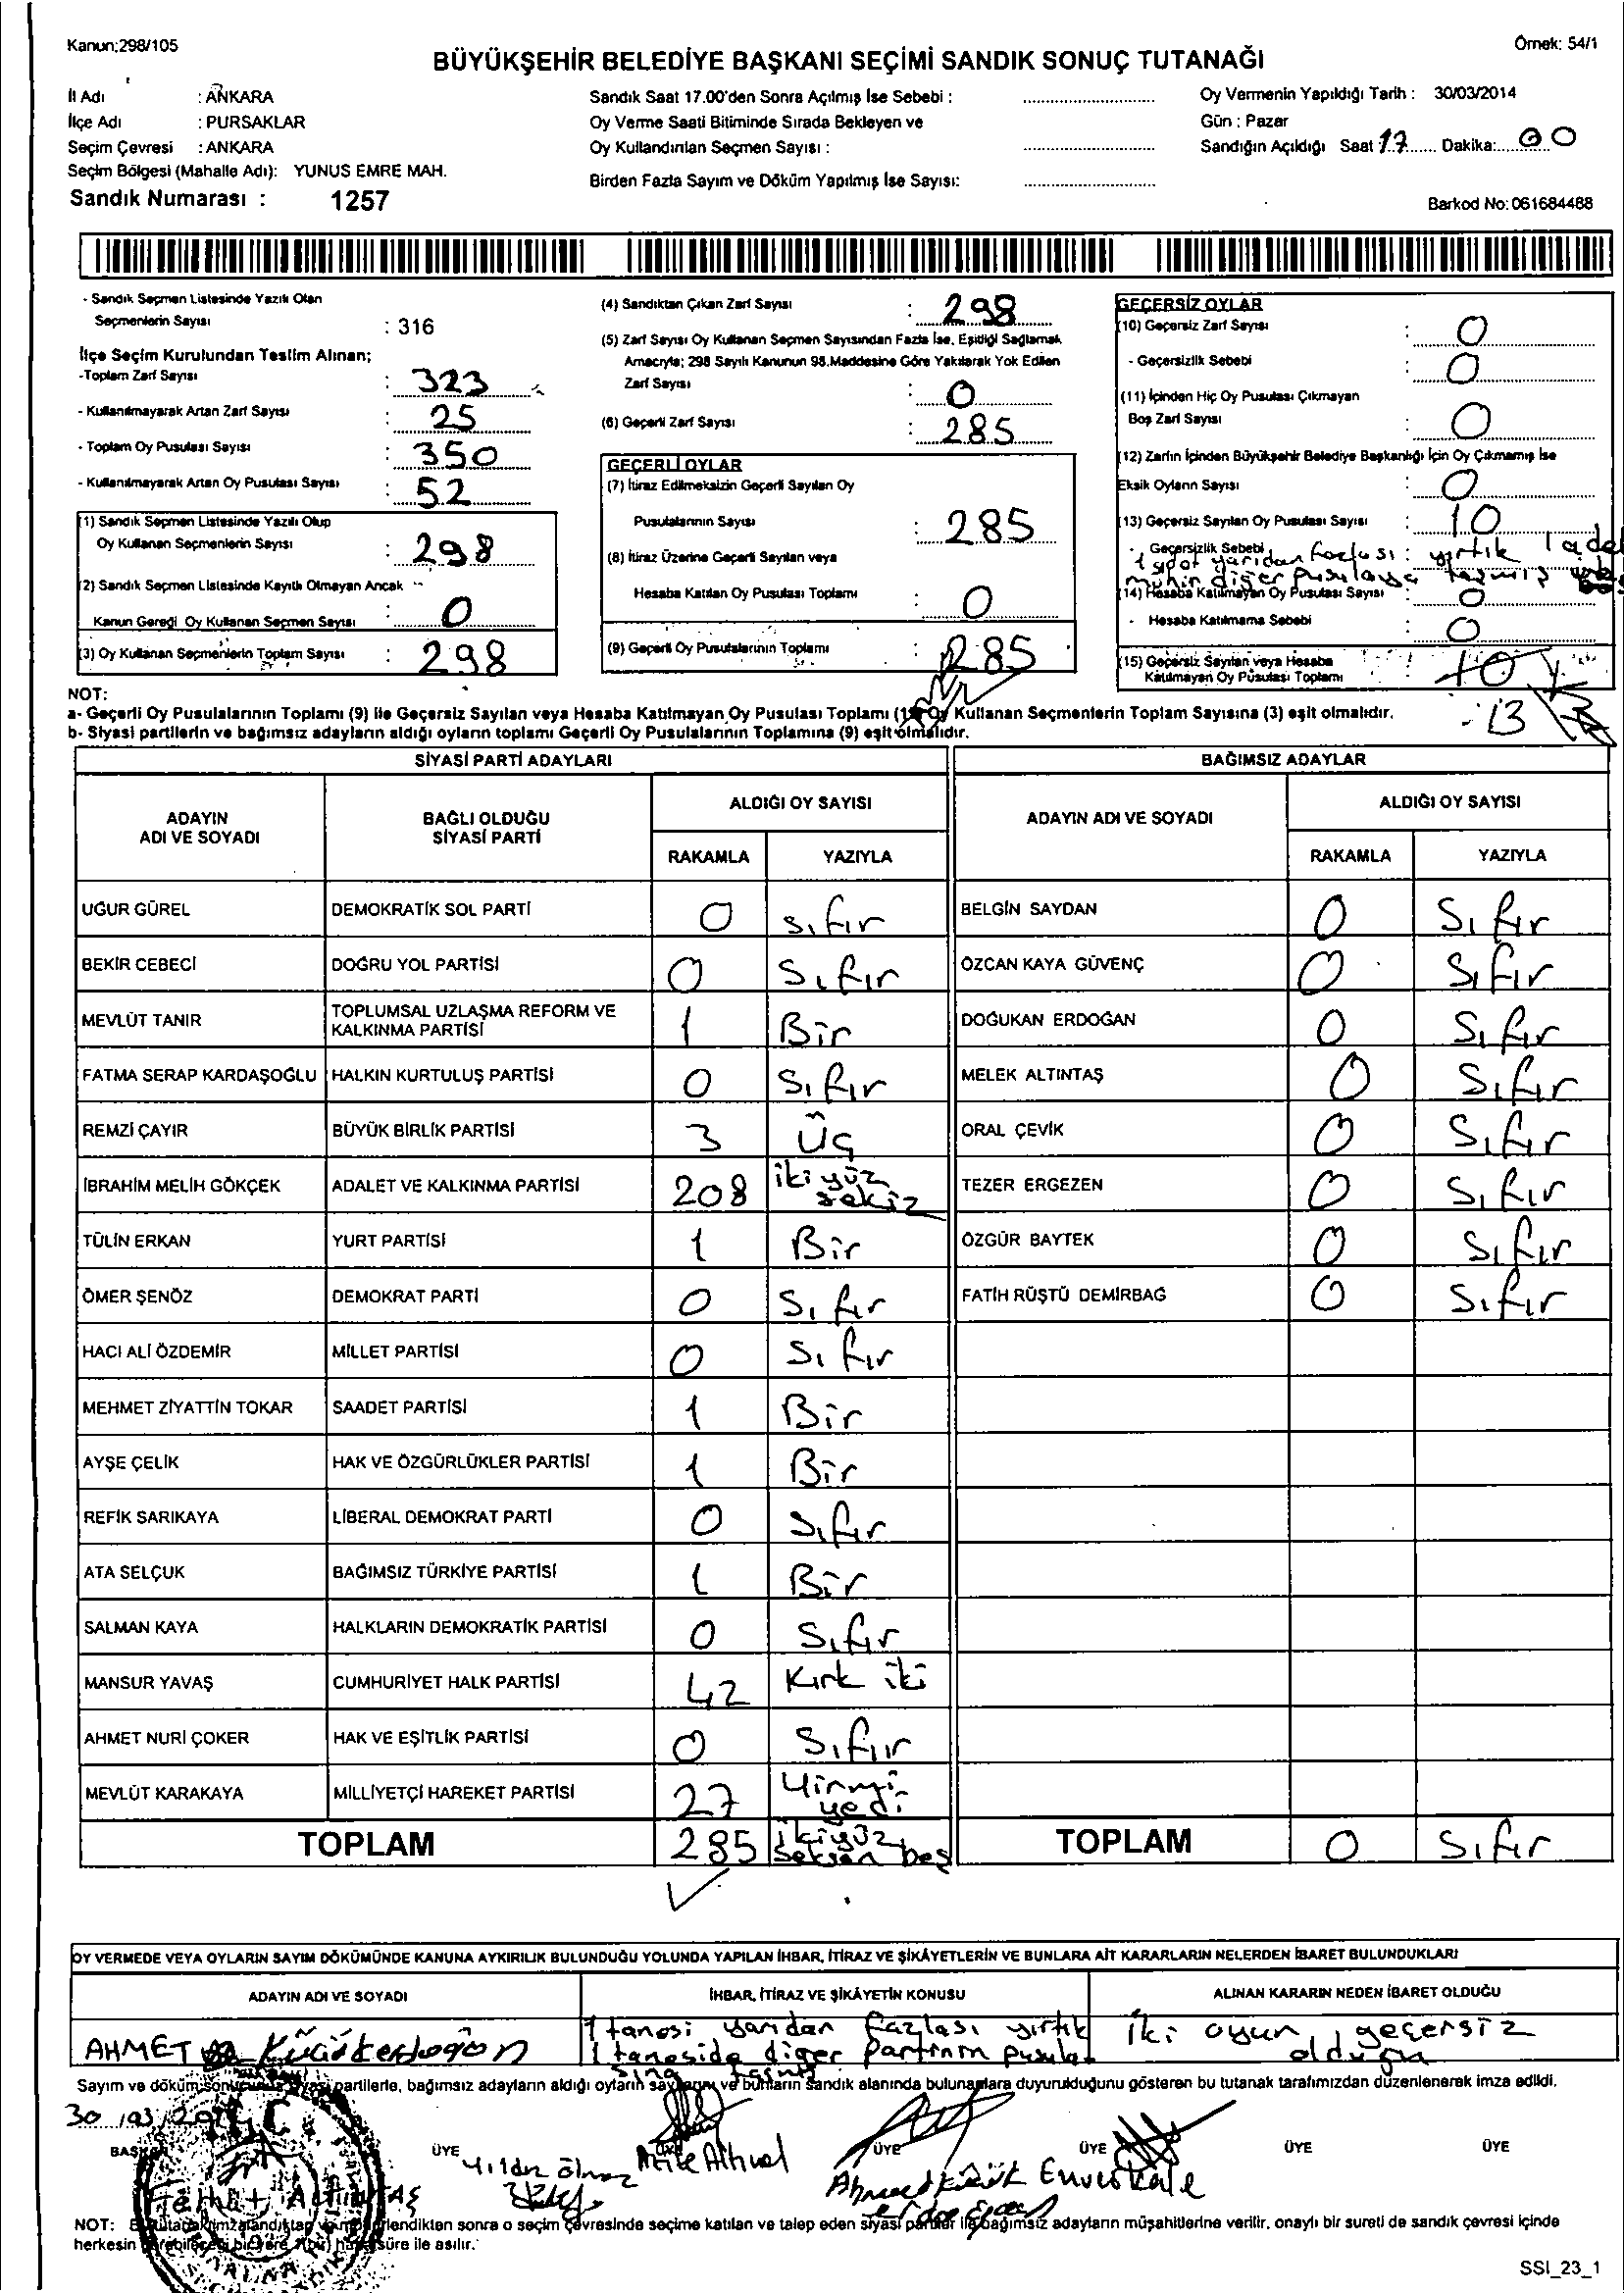 Kanun:298/105
Örnek: 54/1
BÜYÜKŞEHİR BELEDİYE BAŞKANI SEÇİMİ SANDIK SONUÇ TUTANAĞI
İl Adı : ANKARA
İlçe Adı : PURSAKLAR
Seçim Çevresi : ANKARA
Seçim Bölgesi (Mahalle Adı): YUNUS EMRE MAH.
Sandık Numarası : 1257
Sandık Saat 17.00'den Sonra Açılmış İse Sebebi :
Oy Verme Saati Bitiminde Sırada Bekleyen ve
Oy Kullandırılan Seçmen Sayısı :
Birden Fazla Sayım ve Döküm Yapılmış İse Sayısı:
Oy Vermenin Yapıldığı Tarih : 30/03/2014
Gün : Pazar
Sandığın Açıldığı Saat 17 Dakika: 00
Barkod No: 061684488
- Sandık Seçmen Listesinde Yazılı Olan
Seçmenlerin Sayısı : 316
İlçe Seçim Kurulundan Teslim Alınan;
-Toplam Zarf Sayısı : 323
- Kullanılmayarak Artan Zarf Sayısı : 25
- Toplam Oy Pusulası Sayısı : 350
- Kullanılmayarak Artan Oy Pusulası Sayısı : 52
(1) Sandık Seçmen Listesinde Yazılı Olup
Oy Kullanan Seçmenlerin Sayısı : 298
(2) Sandık Seçmen Listesinde Kayıtlı Olmayan Ancak
Kanun Gereği Oy Kullanan Seçmen Sayısı : 0
(3) Oy Kullanan Seçmenlerin Toplam Sayısı : 298
(4) Sandıktan Çıkan Zarf Sayısı : 298
(5) Zarf Sayısı Oy Kullanan Seçmen Sayısından Fazla İse, Eşitliği Sağlamak
Amacıyla; 298 Sayılı Kanunun 98.Maddesine Göre Yakılarak Yok Edilen
Zarf Sayısı : 0
(6) Geçerli Zarf Sayısı : 285
GEÇERLİ OYLAR
(7) İtiraz Edilmeksizin Geçerli Sayılan Oy
Pusulalarının Sayısı : 285
(8) İtiraz Üzerine Geçerli Sayılan veya
Hesaba Katılan Oy Pusulası Toplamı : 0
(9) Geçerli Oy Pusulalarının Toplamı : 285
GEÇERSİZ OYLAR
(10) Geçersiz Zarf Sayısı : 0
- Geçersizlik Sebebi : 0
(11) İçinden Hiç Oy Pusulası Çıkmayan
Boş Zarf Sayısı : 0
(12) Zarfın İçinden Büyükşehir Belediye Başkanlığı İçin Oy Çıkmamış İse
Eksik Oyların Sayısı : 0
(13) Geçersiz Sayılan Oy Pusulası Sayısı : 10
- Geçersizlik Sebebi : yarıdan fazlası yırtık 1 adet
mühür diğer pusulaya taşmış
(14) Hesaba Katılmayan Oy Pusulası Sayısı : 0
- Hesaba Katılmama Sebebi : 0
(15) Geçersiz Sayılan veya Hesaba
Katılmayan Oy Pusulası Toplamı : 10
13
NOT:
a- Geçerli Oy Pusulalarının Toplamı (9) ile Geçersiz Sayılan veya Hesaba Katılmayan Oy Pusulası Toplamı (15) Oy Kullanan Seçmenlerin Toplam Sayısına (3) eşit olmalıdır.
b- Siyasi partilerin ve bağımsız adayların aldığı oyların toplamı Geçerli Oy Pusulalarının Toplamına (9) eşit olmalıdır.
SİYASİ PARTİ ADAYLARI
BAĞIMSIZ ADAYLAR
ADAYIN ADI VE SOYADI
BAĞLI OLDUĞU SİYASİ PARTİ
ALDIĞI OY SAYISI
RAKAMLA YAZIYLA
ADAYIN ADI VE SOYADI
ALDIĞI OY SAYISI
RAKAMLA YAZIYLA
UĞUR GÜREL DEMOKRATİK SOL PARTİ 0 Sıfır
BEKİR CEBECİ DOĞRU YOL PARTİSİ 0 Sıfır
MEVLÜT TANIR TOPLUMSAL UZLAŞMA REFORM VE KALKINMA PARTİSİ 1 Bir
FATMA SERAP KARDAŞOĞLU HALKIN KURTULUŞ PARTİSİ 0 Sıfır
REMZİ ÇAYIR BÜYÜK BİRLİK PARTİSİ 3 Üç
İBRAHİM MELİH GÖKÇEK ADALET VE KALKINMA PARTİSİ 208 iki yüz sekiz
TÜLİN ERKAN YURT PARTİSİ 1 Bir
ÖMER ŞENÖZ DEMOKRAT PARTİ 0 Sıfır
HACI ALİ ÖZDEMİR MİLLET PARTİSİ 0 Sıfır
MEHMET ZİYATTİN TOKAR SAADET PARTİSİ 1 Bir
AYŞE ÇELİK HAK VE ÖZGÜRLÜKLER PARTİSİ 1 Bir
REFİK SARIKAYA LİBERAL DEMOKRAT PARTİ 0 Sıfır
ATA SELÇUK BAĞIMSIZ TÜRKİYE PARTİSİ 1 Bir
SALMAN KAYA HALKLARIN DEMOKRATİK PARTİSİ 0 Sıfır
MANSUR YAVAŞ CUMHURİYET HALK PARTİSİ 42 Kırk iki
AHMET NURİ ÇOKER HAK VE EŞİTLİK PARTİSİ 0 Sıfır
MEVLÜT KARAKAYA MİLLİYETÇİ HAREKET PARTİSİ 27 Yirmi yedi
TOPLAM 285 ikiyüz seksen beş
BELGİN SAYDAN 0 Sıfır
ÖZCAN KAYA GÜVENÇ 0 Sıfır
DOĞUKAN ERDOĞAN 0 Sıfır
MELEK ALTINTAŞ 0 Sıfır
ORAL ÇEVİK 0 Sıfır
TEZER ERGEZEN 0 Sıfır
ÖZGÜR BAYTEK 0 Sıfır
FATİH RÜŞTÜ DEMİRBAĞ 0 Sıfır
TOPLAM 0 Sıfır
OY VERMEDE VEYA OYLARIN SAYIM DÖKÜMÜNDE KANUNA AYKIRILIK BULUNDUĞU YOLUNDA YAPILAN İHBAR, İTİRAZ VE ŞİKÂYETLERİN VE BUNLARA AİT KARARLARIN NELERDEN İBARET BULUNDUKLARI
ADAYIN ADI VE SOYADI
İHBAR, İTİRAZ VE ŞİKÂYETİN KONUSU
ALINAN KARARIN NEDEN İBARET OLDUĞU
AHMET Küçükerdoğan
1 tanesi yarıdan fazlası yırtık
1 taneside diğer Partinin pusula
sına taşmış
iki oyun geçersiz
olduğu
Sayım ve döküm sonucunda siyasi partilerle, bağımsız adayların aldığı oyların sayılarını ve bunların sandık alanında bulunanlara duyurulduğunu gösteren bu tutanak tarafımızdan düzenlenerek imza edildi.
30/03/2014
BAŞKAN ÜYE ÜYE ÜYE ÜYE ÜYE ÜYE
NOT: Bu tutanak imzalandıktan ve mühürlendikten sonra o seçim çevresinde seçime katılan ve talep eden siyasi partiler ile bağımsız adayların müşahitlerine verilir, onaylı bir sureti de sandık çevresi içinde
herkesin görebileceği bir yere 7(bir) hafta süre ile asılır.
SSI_23_1